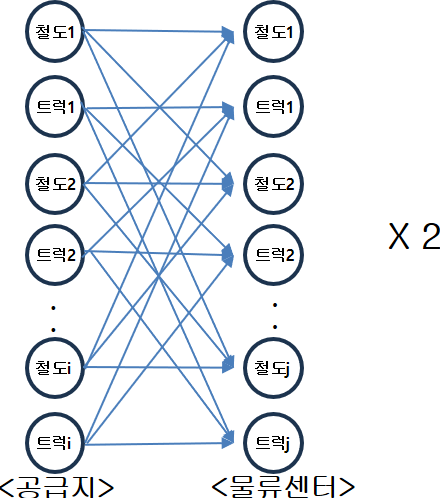 철도1 철도1
트럭1 트럭1
철도2 철도2
트럭2 트럭2
X 2
:
:
철도i 철도j
트럭i 트럭j
<공급지> <물류센터>